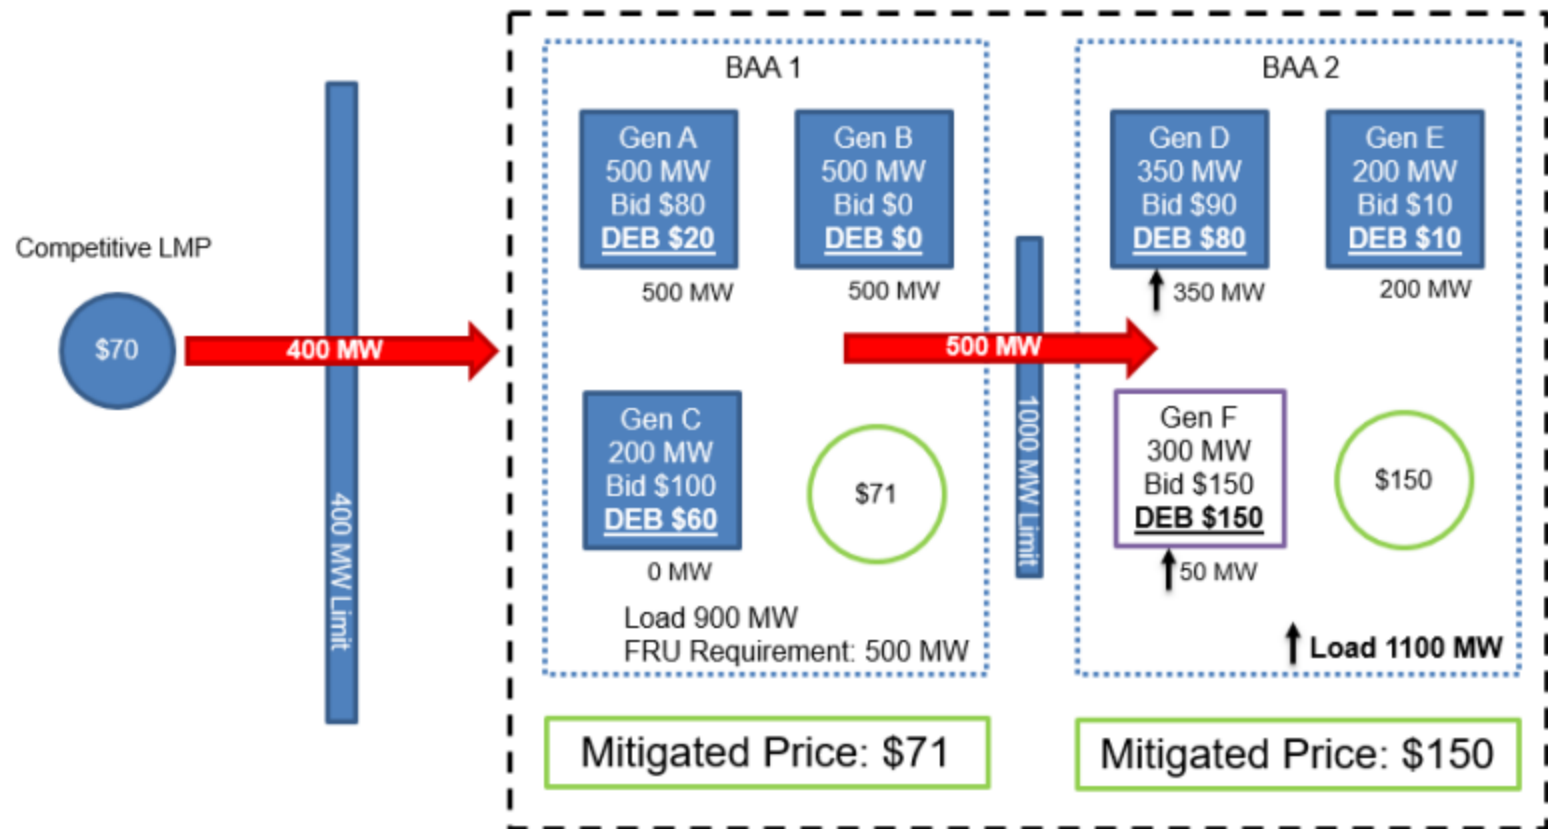 Competitive LMP
$70
400 MW
400 MW Limit
BAA 1
Gen A
500 MW
Bid $80
DEB $20
500 MW
Gen B
500 MW
Bid $0
DEB $0
500 MW
500 MW
1000 MW Limit
Gen C
200 MW
Bid $100
DEB $60
0 MW
$71
Load 900 MW
FRU Requirement: 500 MW
Mitigated Price: $71
BAA 2
Gen D
350 MW
Bid $90
DEB $80
350 MW
Gen E
200 MW
Bid $10
DEB $10
200 MW
Gen F
300 MW
Bid $150
DEB $150
50 MW
$150
Load 1100 MW
Mitigated Price: $150